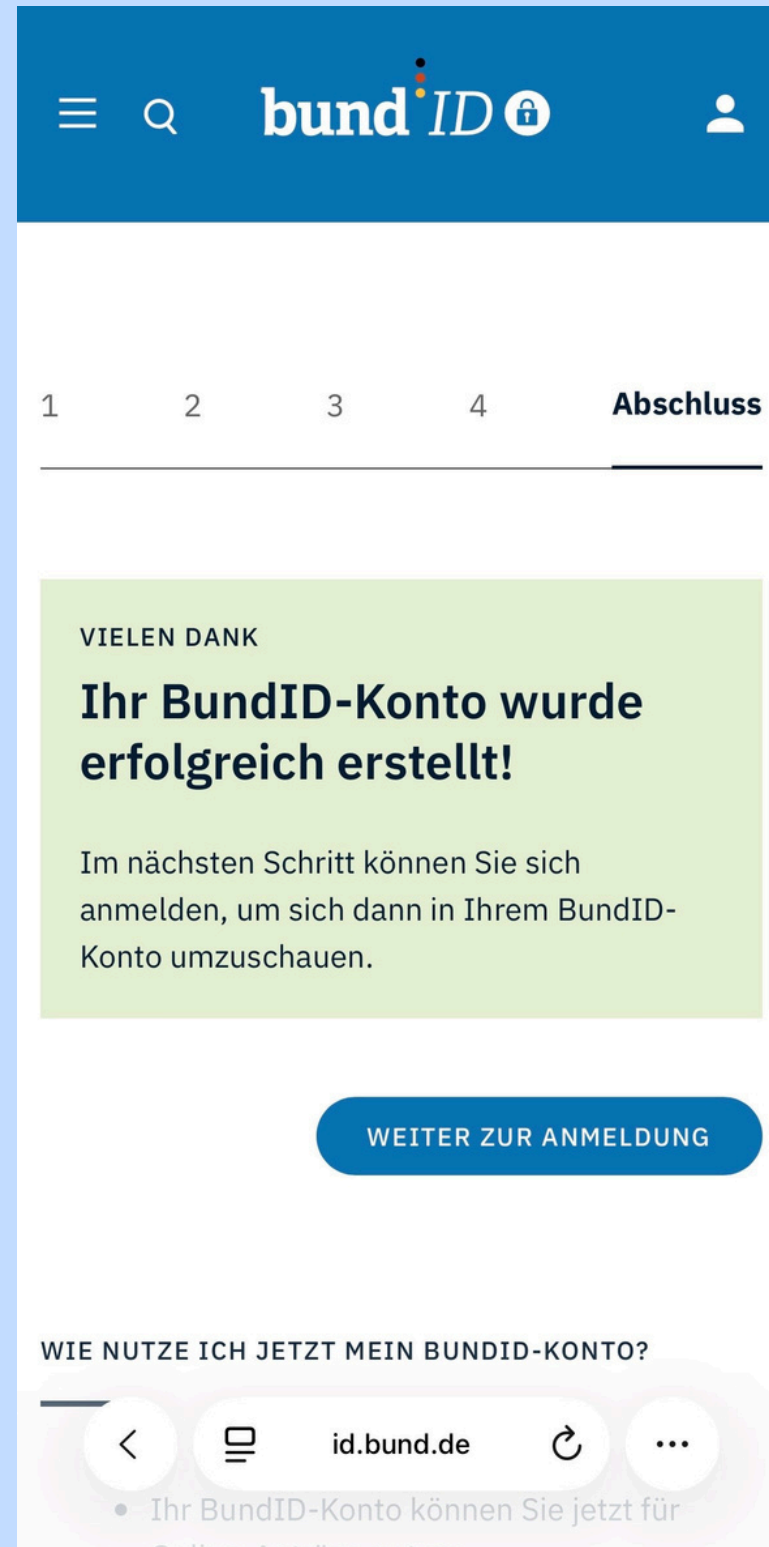 bund ID
1 2 3 4 Abschluss
VIELEN DANK
Ihr BundID-Konto wurde
erfolgreich erstellt!
Im nächsten Schritt können Sie sich
anmelden, um sich dann in Ihrem BundID-
Konto umzuschauen.
WEITER ZUR ANMELDUNG
WIE NUTZE ICH JETZT MEIN BUNDID-KONTO?
id.bund.de
Ihr BundID-Konto können Sie jetzt für